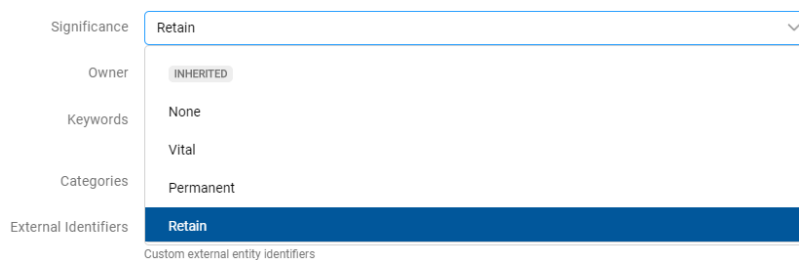 Significance Retain
Owner INHERITED
None
Keywords
Vital
Categories
Permanent
External Identifiers Retain
Custom external entity identifiers